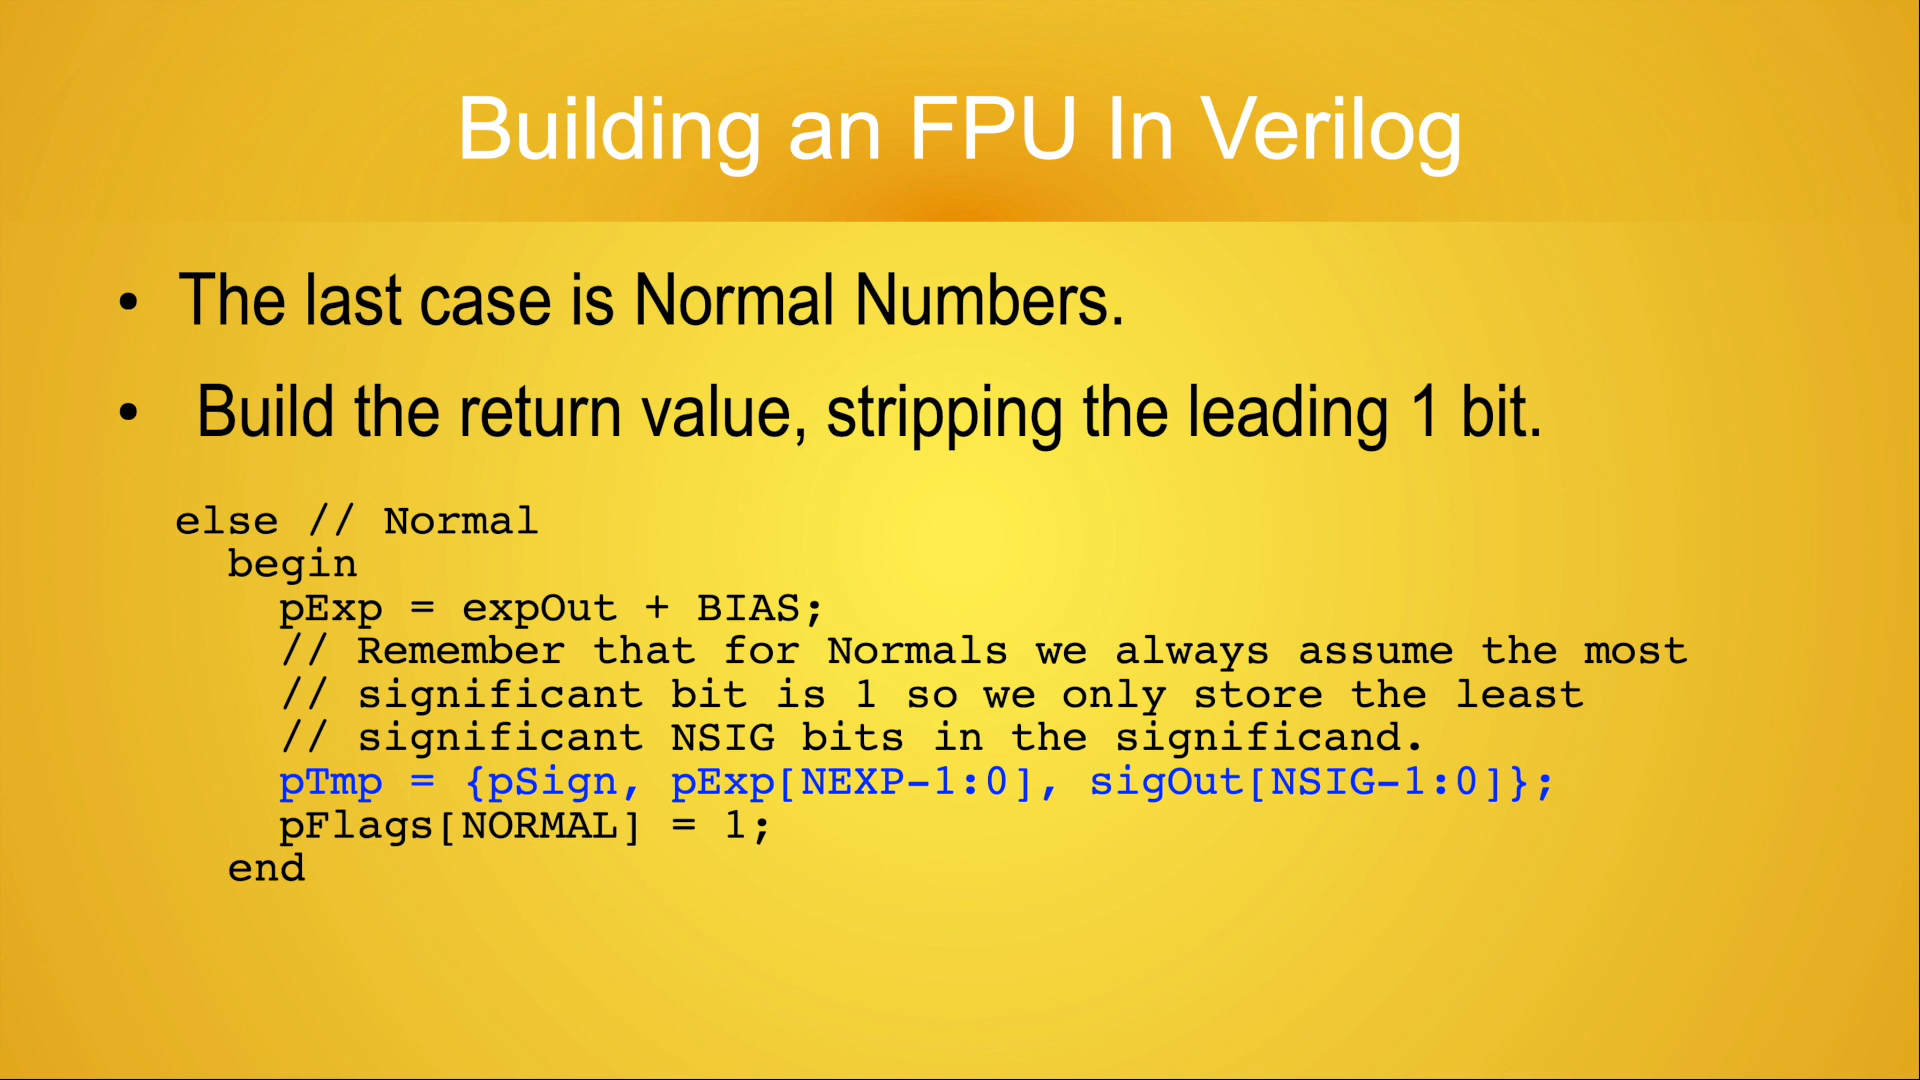 Building an FPU In Verilog
• The last case is Normal Numbers.
• Build the return value, stripping the leading 1 bit.
else // Normal
  begin
    pExp = expOut + BIAS;
    // Remember that for Normals we always assume the most
    // significant bit is 1 so we only store the least
    // significant NSIG bits in the significand.
    pTmp = {pSign, pExp[NEXP-1:0], sigOut[NSIG-1:0]};
    pFlags[NORMAL] = 1;
  end